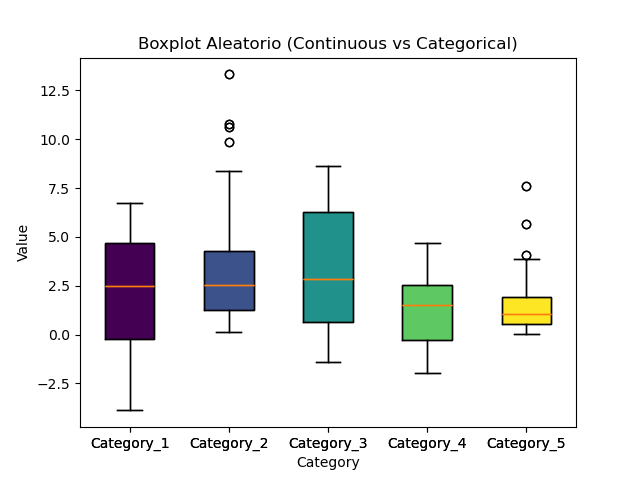 Boxplot Aleatorio (Continuous vs Categorical)
12.5
10.0
7.5
5.0
2.5
0.0
−2.5
Value
Category_1 Category_2 Category_3 Category_4 Category_5
Category